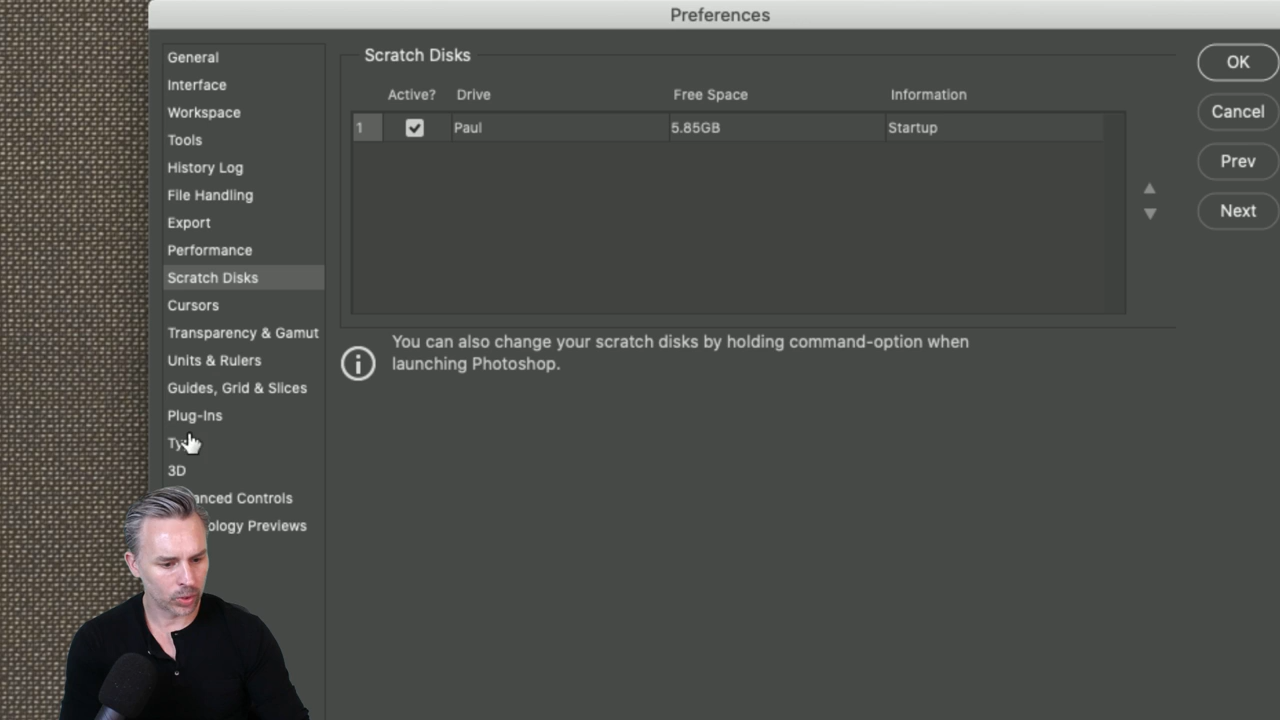 Preferences
General
Interface
Workspace
Tools
History Log
File Handling
Export
Performance
Scratch Disks
Cursors
Transparency & Gamut
Units & Rulers
Guides, Grid & Slices
Plug-Ins
3D
Scratch Disks
Active? Drive Free Space Information
1 Paul 5.85GB Startup
You can also change your scratch disks by holding command-option when
launching Photoshop.
OK
Cancel
Prev
Next
Controls
Previews